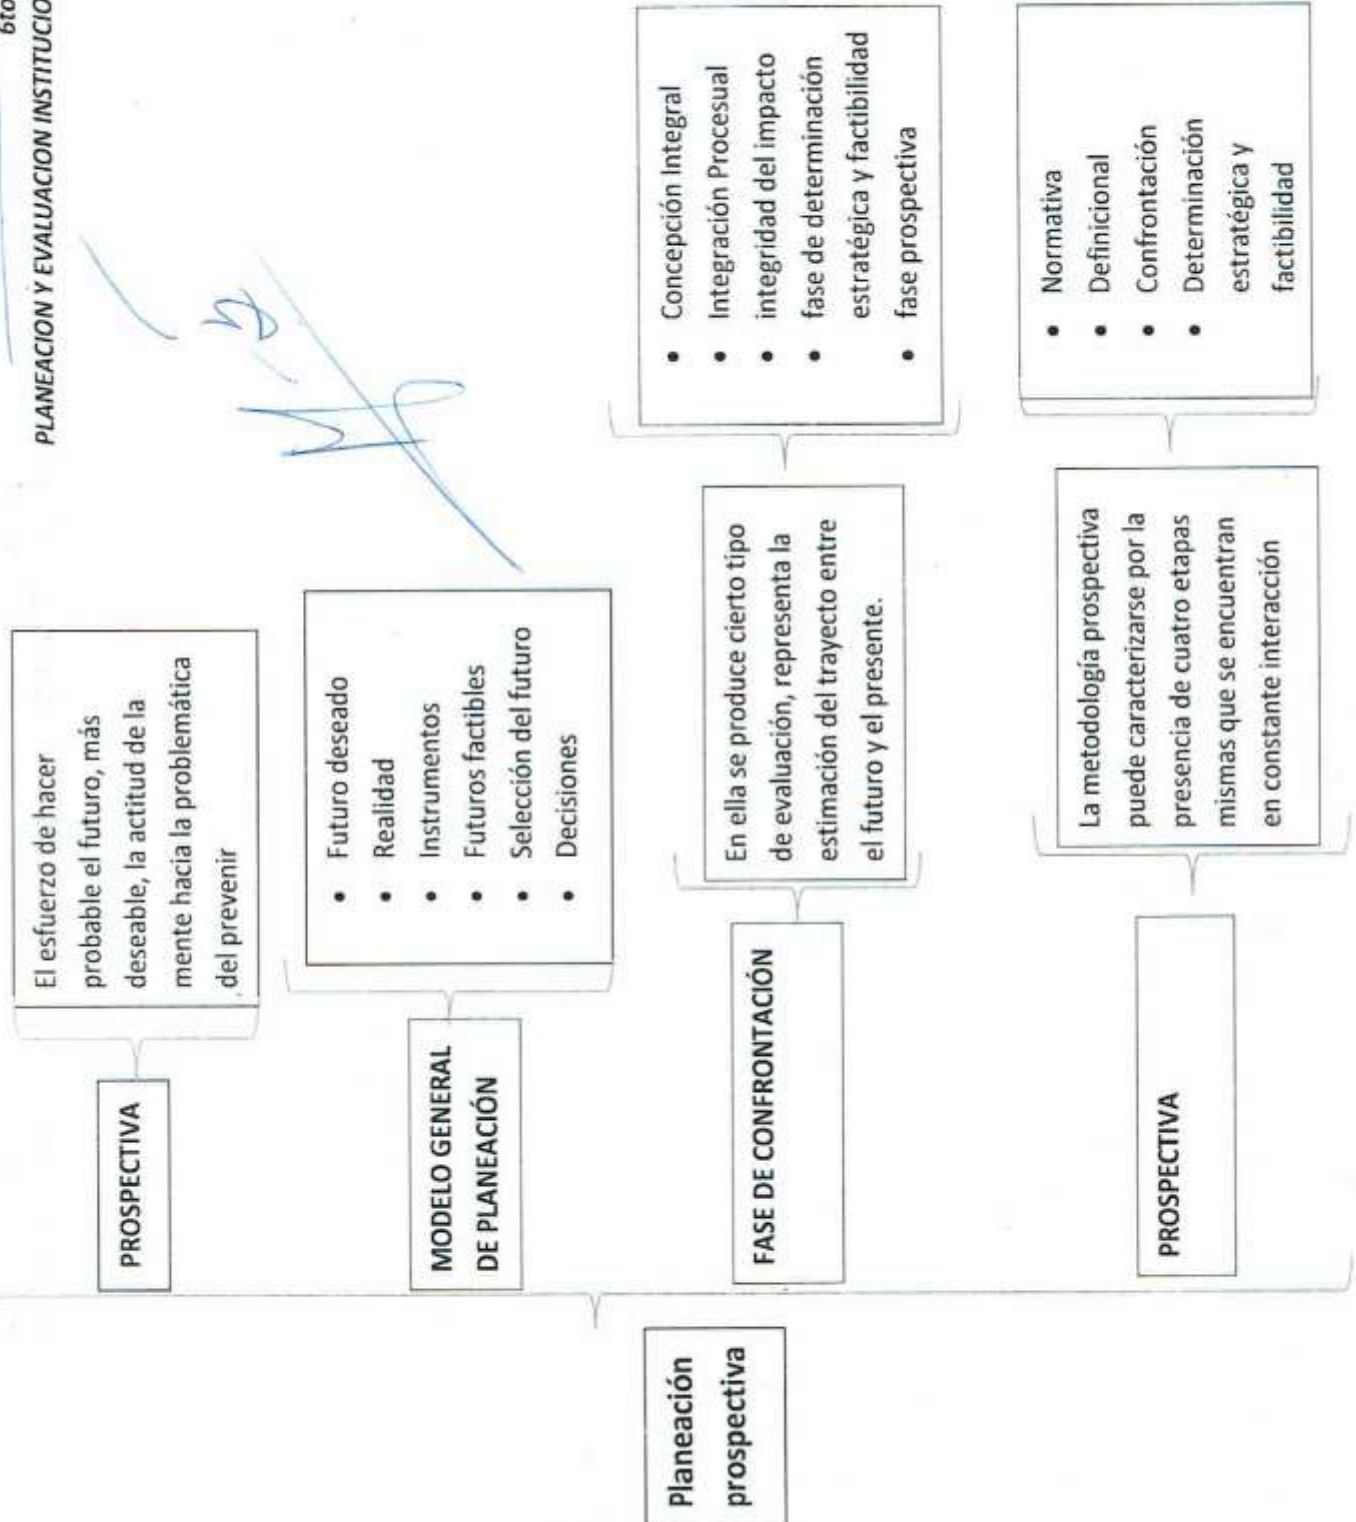 6to
PLANEACION Y EVALUACION INSTITUCIO
Planeación
prospectiva
PROSPECTIVA
El esfuerzo de hacer
probable el futuro, más
deseable, la actitud de la
mente hacia la problemática
del prevenir
MODELO GENERAL
DE PLANEACIÓN
• Futuro deseado
• Realidad
• Instrumentos
• Futuros factibles
• Selección del futuro
• Decisiones
FASE DE CONFRONTACIÓN
En ella se produce cierto tipo
de evaluación, representa la
estimación del trayecto entre
el futuro y el presente.
• Concepción Integral
• Integración Procesual
• integridad del impacto
• fase de determinación
estratégica y factibilidad
• fase prospectiva
PROSPECTIVA
La metodología prospectiva
puede caracterizarse por la
presencia de cuatro etapas
mismas que se encuentran
en constante interacción
• Normativa
• Definicional
• Confrontación
• Determinación
estratégica y
factibilidad